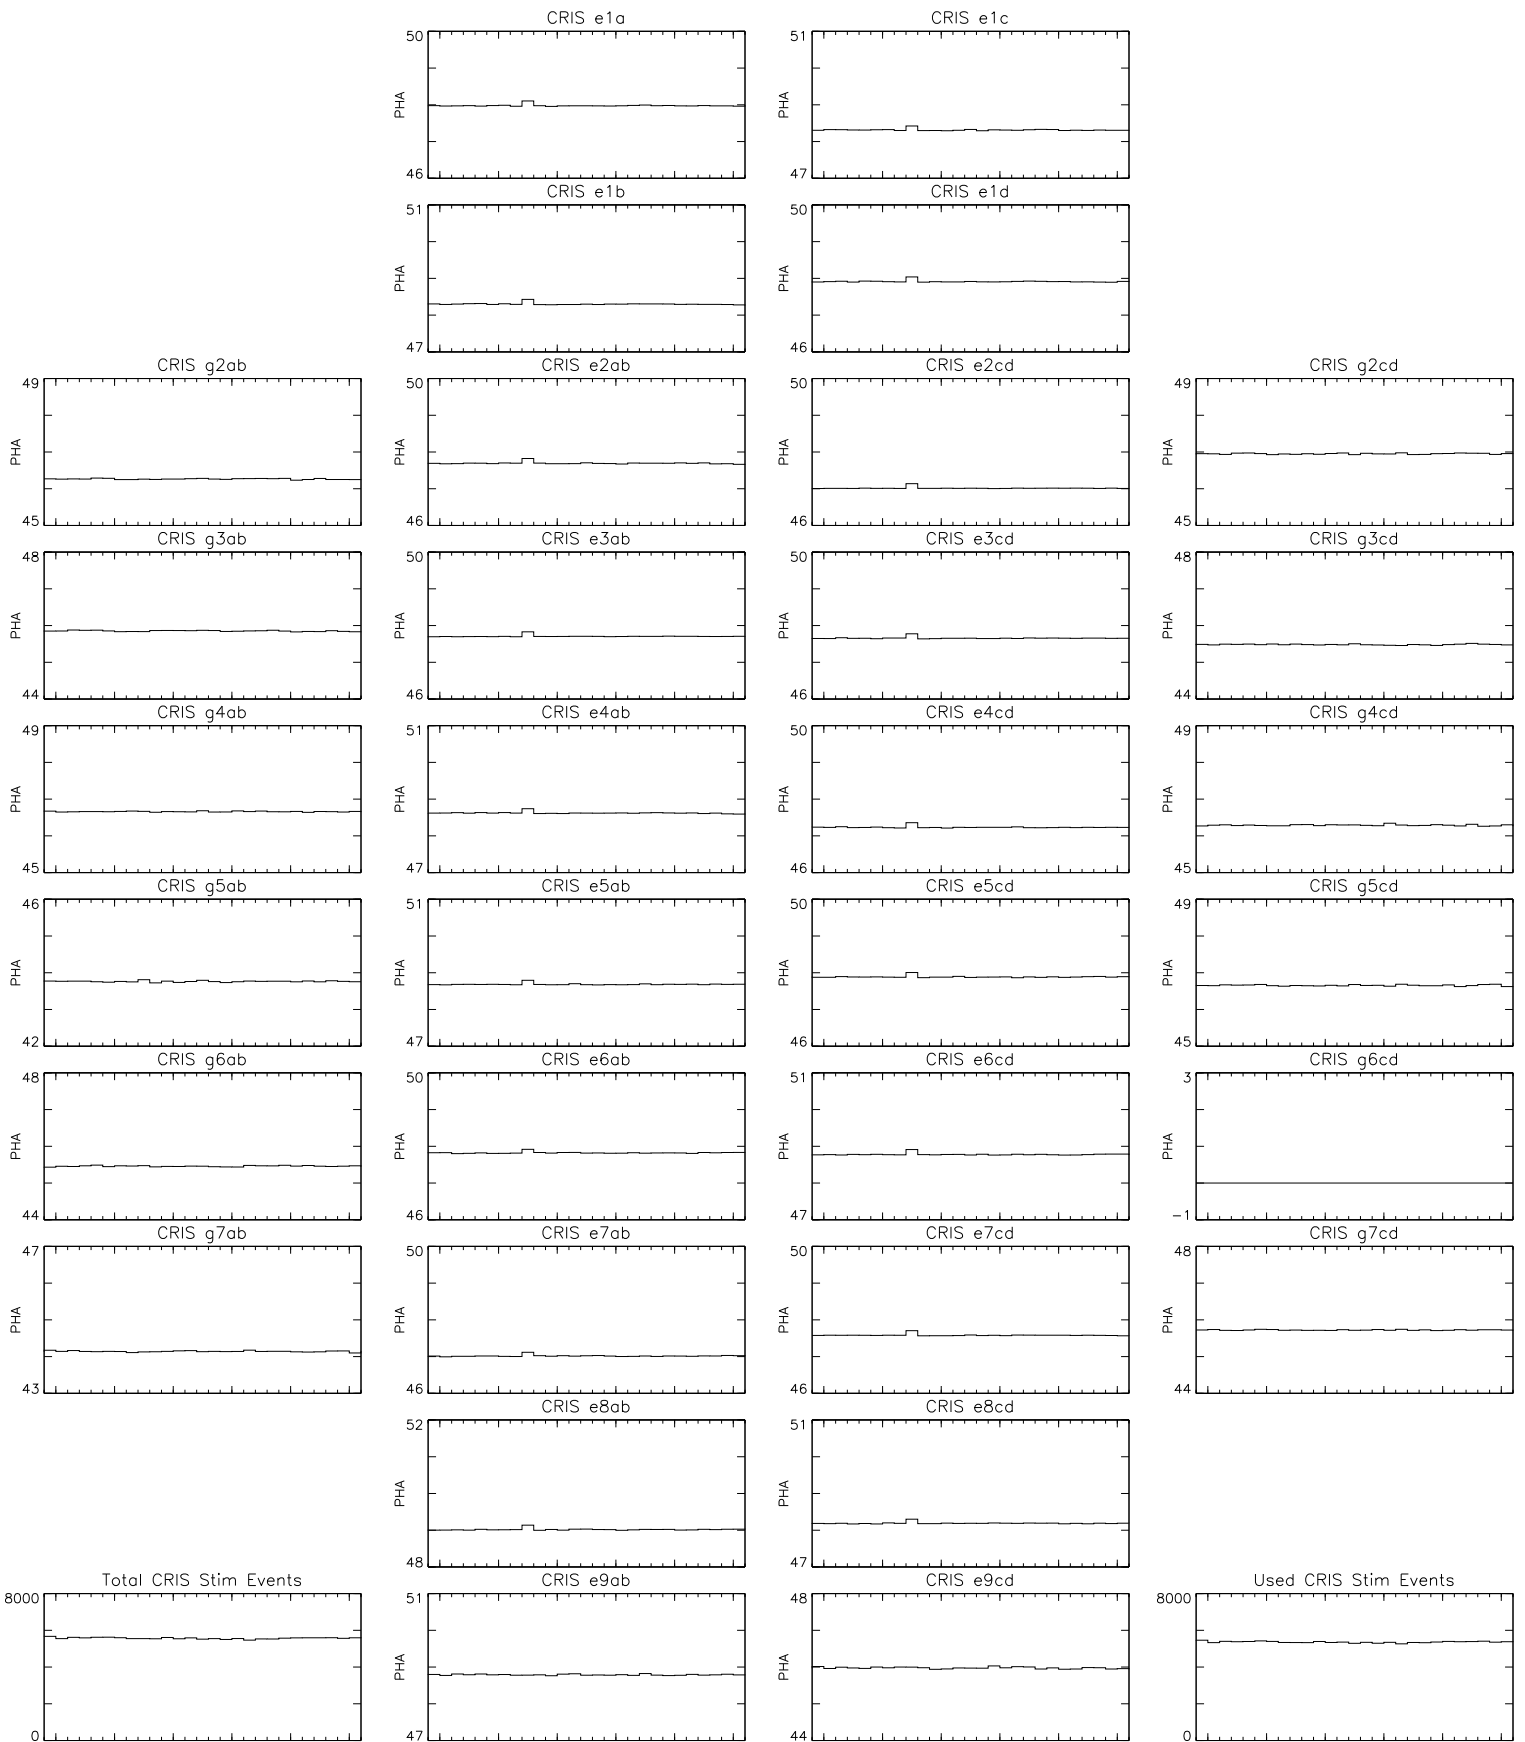 CRIS e1a
CRIS e1c
50
PHA
46
51
PHA
47
CRIS e1b
CRIS e1d
51
PHA
47
50
PHA
46
CRIS g2ab
CRIS e2ab
CRIS e2cd
CRIS g2cd
49
PHA
45
50
PHA
46
50
PHA
46
49
PHA
45
CRIS g3ab
CRIS e3ab
CRIS e3cd
CRIS g3cd
48
PHA
44
50
PHA
46
50
PHA
46
48
PHA
44
CRIS g4ab
CRIS e4ab
CRIS e4cd
CRIS g4cd
49
PHA
45
51
PHA
47
50
PHA
46
49
PHA
45
CRIS g5ab
CRIS e5ab
CRIS e5cd
CRIS g5cd
46
PHA
42
51
PHA
47
50
PHA
46
49
PHA
45
CRIS g6ab
CRIS e6ab
CRIS e6cd
CRIS g6cd
48
PHA
44
50
PHA
46
51
PHA
47
3
PHA
-1
CRIS g7ab
CRIS e7ab
CRIS e7cd
CRIS g7cd
47
PHA
43
50
PHA
46
50
PHA
46
48
PHA
44
CRIS e8ab
CRIS e8cd
52
PHA
48
51
PHA
47
Total CRIS Stim Events
CRIS e9ab
CRIS e9cd
Used CRIS Stim Events
8000
0
51
PHA
47
48
PHA
44
8000
0